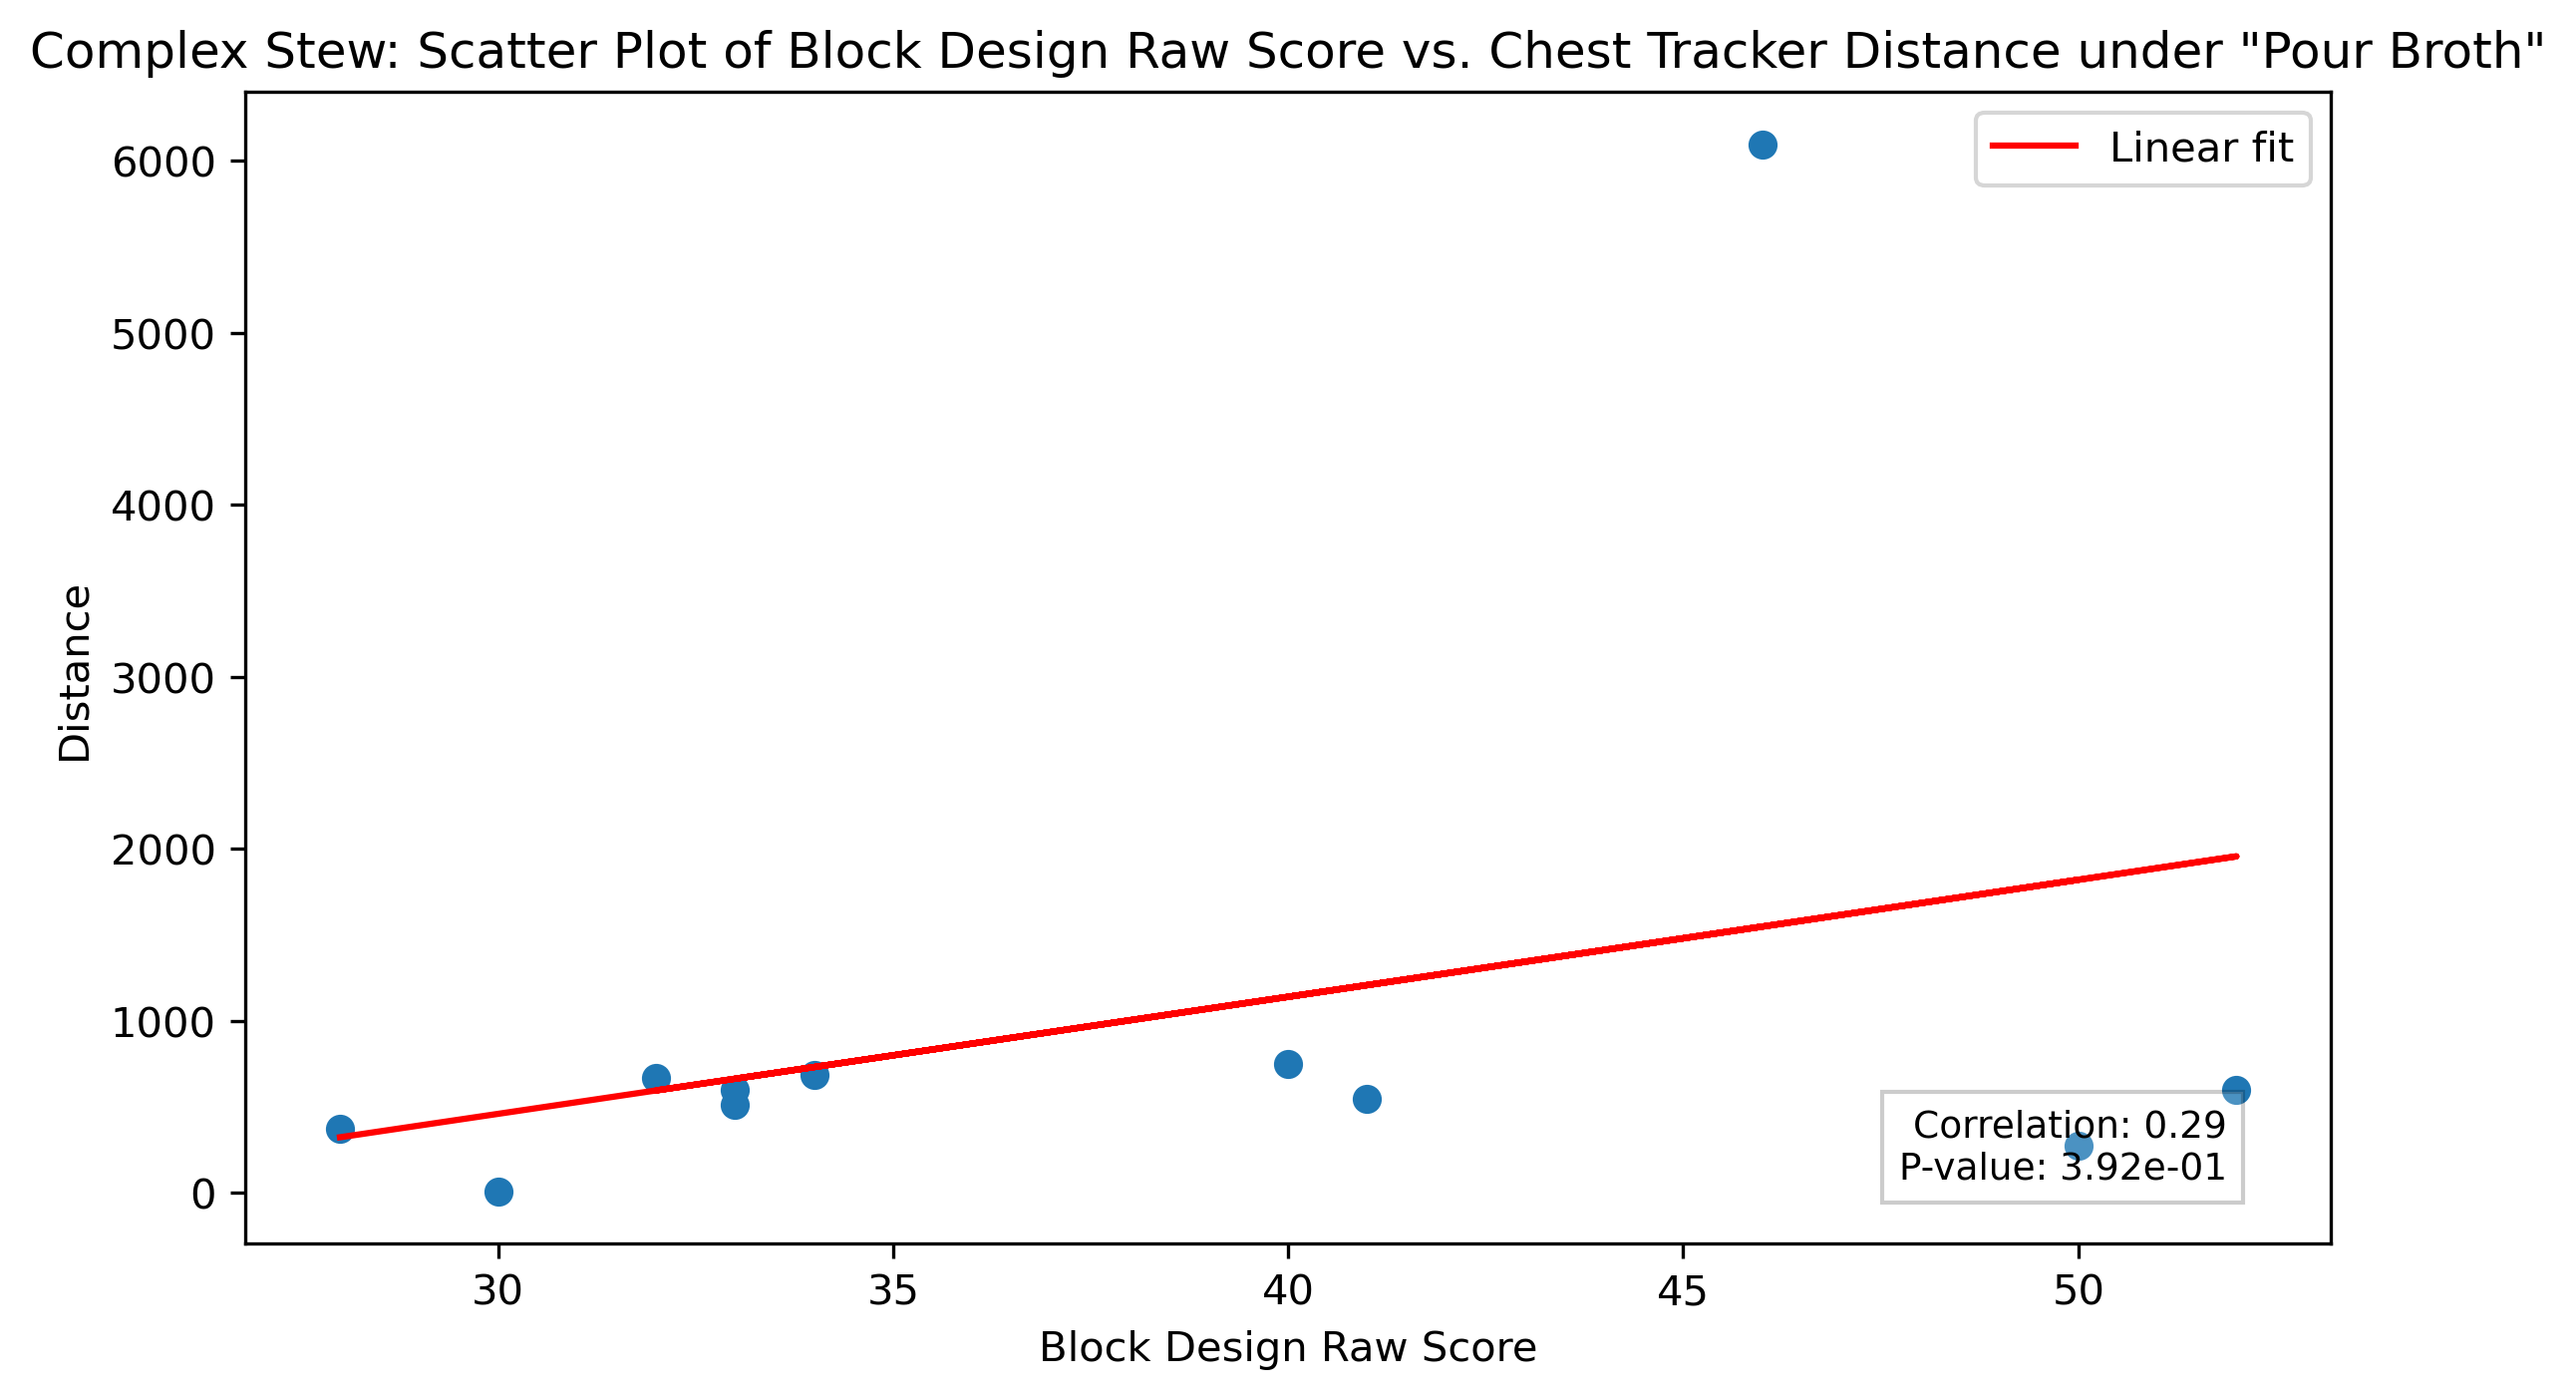 Complex Stew: Scatter Plot of Block Design Raw Score vs. Chest Tracker Distance under "Pour Broth"
Linear fit
6000
5000
4000
3000
2000
1000
0
Distance
Correlation: 0.29
P-value: 3.92e-01
30
35
40
45
50
Block Design Raw Score